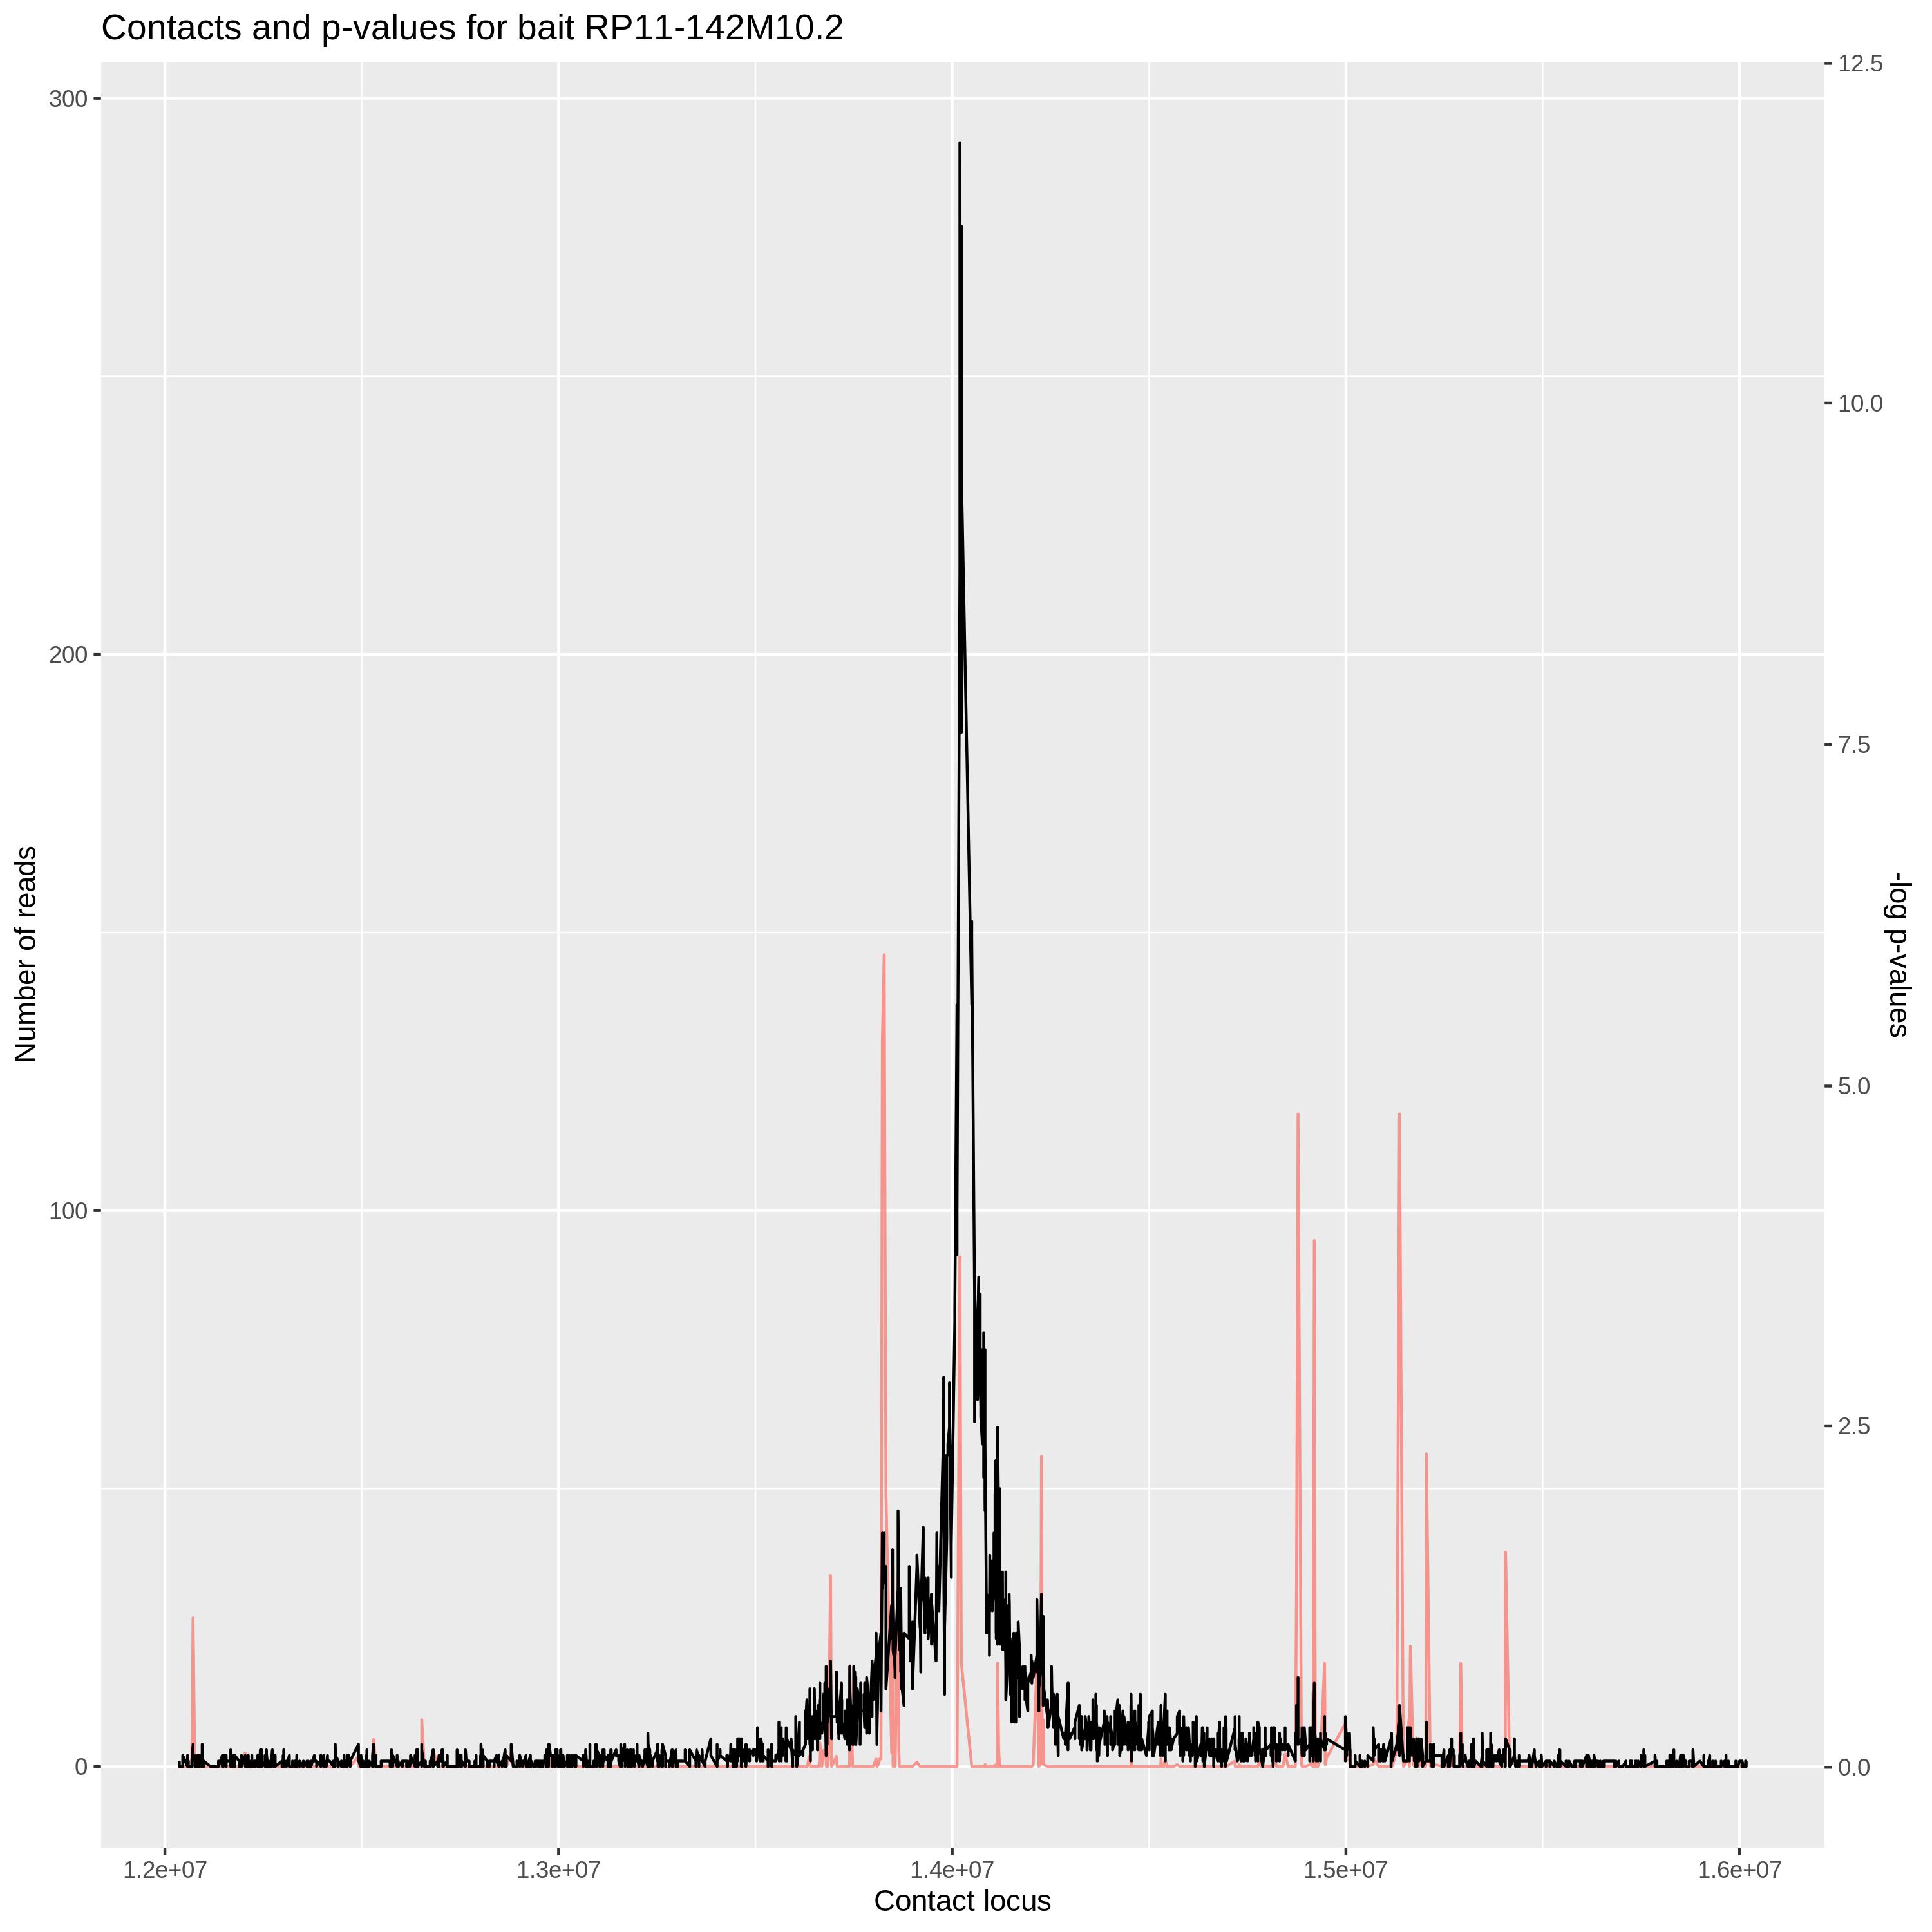 Contacts and p-values for bait RP11-142M10.2
300
200
100
0
Number of reads
12.5
10.0
7.5
5.0
2.5
0.0
-log p-values
1.2e+07
1.3e+07
1.4e+07
1.5e+07
1.6e+07
Contact locus